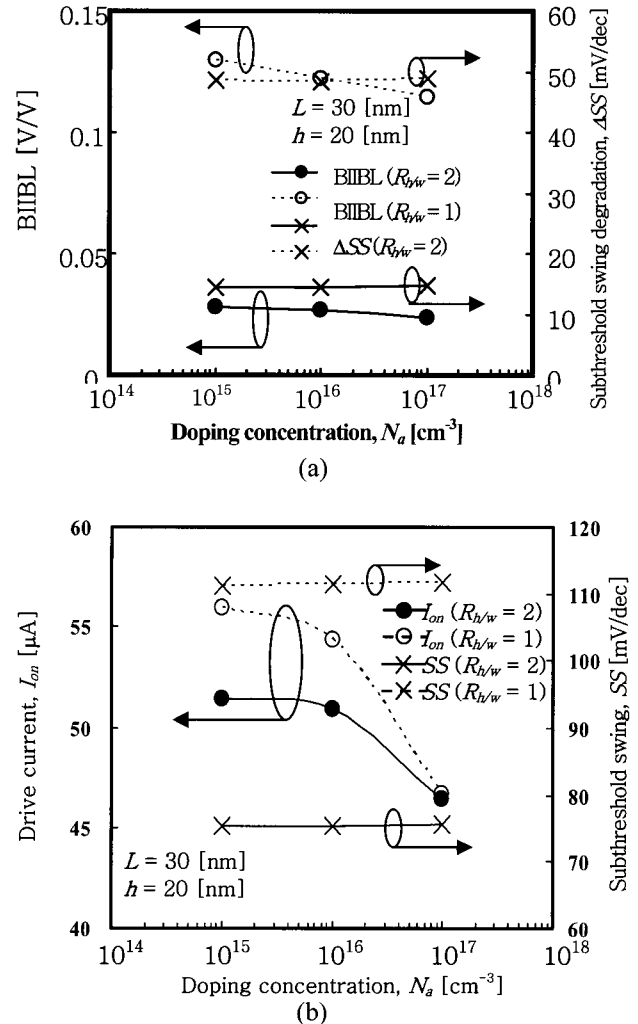 0.15
0.1
0.05
0
BIIBL [V/V]
60
50
40
30
20
10
0
Subthreshold swing degradation, ΔSS [mV/dec]
L = 30 [nm]
h = 20 [nm]
BIIBL (Rh/w = 2)
BIIBL (Rh/w = 1)
ΔSS (Rh/w = 2)
10^14 10^15 10^16 10^17 10^18
Doping concentration, Na [cm^-3]
(a)
60
55
50
45
40
Drive current, Ion [μA]
120
110
100
90
80
70
60
Subthreshold swing, SS [mV/dec]
Ion (Rh/w = 2)
Ion (Rh/w = 1)
SS (Rh/w = 2)
SS (Rh/w = 1)
L = 30 [nm]
h = 20 [nm]
10^14 10^15 10^16 10^17 10^18
Doping concentration, Na [cm^-3]
(b)